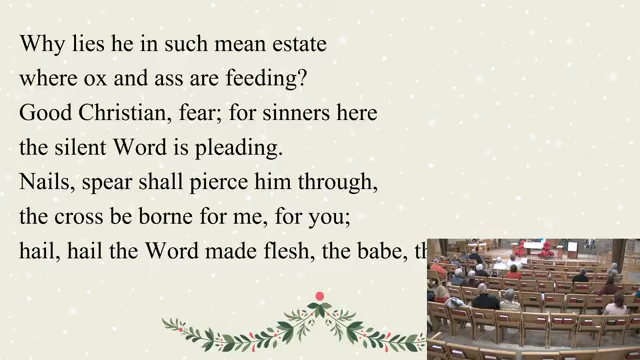 Why lies he in such mean estate
where ox and ass are feeding?
Good Christian, fear; for sinners here
the silent Word is pleading.
Nails, spear shall pierce him through,
the cross be borne for me, for you;
hail, hail the Word made flesh, the babe,